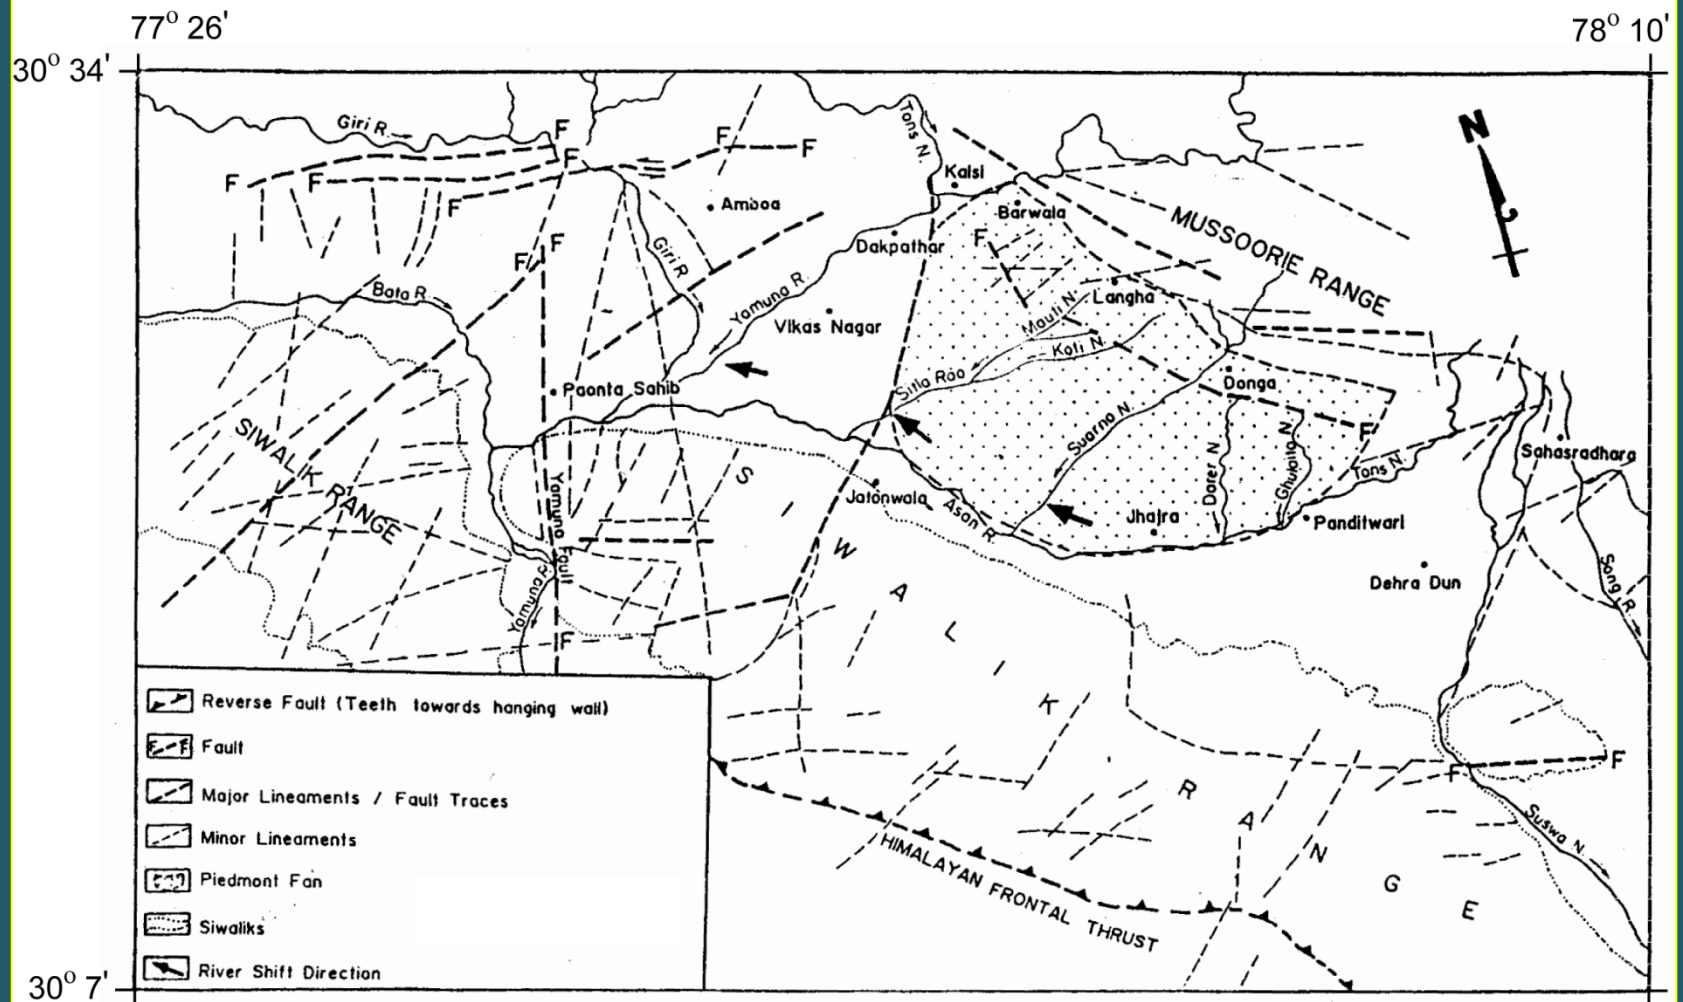 77° 26'
78° 10'
30° 34'
Giri R.
F
F
F
F
F
F
F
Tons N.
N
Kalsi
Amboa
Barwala
MUSSOORIE RANGE
Dakpathar
F
F
F
Giri R
Bata R.
Yamuna R.
Langha
Mauti N.
Vikas Nagar
Koti N.
Paonta Sahib
Sitla Rao
Donga
SIWALIK RANGE
Suarna N.
F
Sahasradhara
Tons N.
Darer N
Ghulaita N.
Jatonwala
Asan R.
Jhajra
Panditwari
Yamuna Fault
Dehra Dun
Song R.
Yamuna R.
F
SIWALIK RANGE
F
F
Suswa N.
HIMALAYAN FRONTAL THRUST
Reverse Fault (Teeth towards hanging wall)
F F Fault
Major Lineaments / Fault Traces
Minor Lineaments
Piedmont Fan
Siwaliks
River Shift Direction
30° 7'